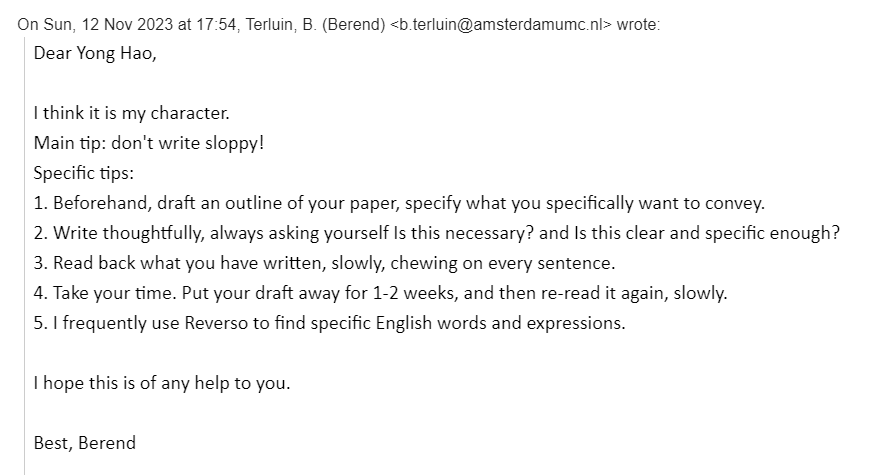 On Sun, 12 Nov 2023 at 17:54, Terluin, B. (Berend) <b.terluin@amsterdamumc.nl> wrote:
Dear Yong Hao,
I think it is my character.
Main tip: don't write sloppy!
Specific tips:
1. Beforehand, draft an outline of your paper, specify what you specifically want to convey.
2. Write thoughtfully, always asking yourself Is this necessary? and Is this clear and specific enough?
3. Read back what you have written, slowly, chewing on every sentence.
4. Take your time. Put your draft away for 1-2 weeks, and then re-read it again, slowly.
5. I frequently use Reverso to find specific English words and expressions.
I hope this is of any help to you.
Best, Berend